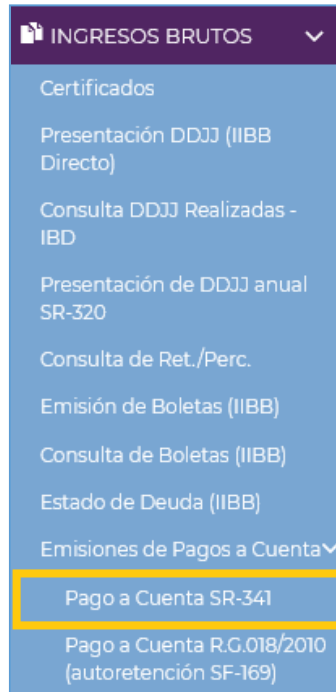 INGRESOS BRUTOS
Certificados
Presentación DDJJ (IIBB
Directo)
Consulta DDJJ Realizadas -
IBD
Presentación de DDJJ anual
SR-320
Consulta de Ret./Perc.
Emisión de Boletas (IIBB)
Consulta de Boletas (IIBB)
Estado de Deuda (IIBB)
Emisiones de Pagos a Cuenta
Pago a Cuenta SR-341
Pago a Cuenta R.G.018/2010
(autoretención SF-169)